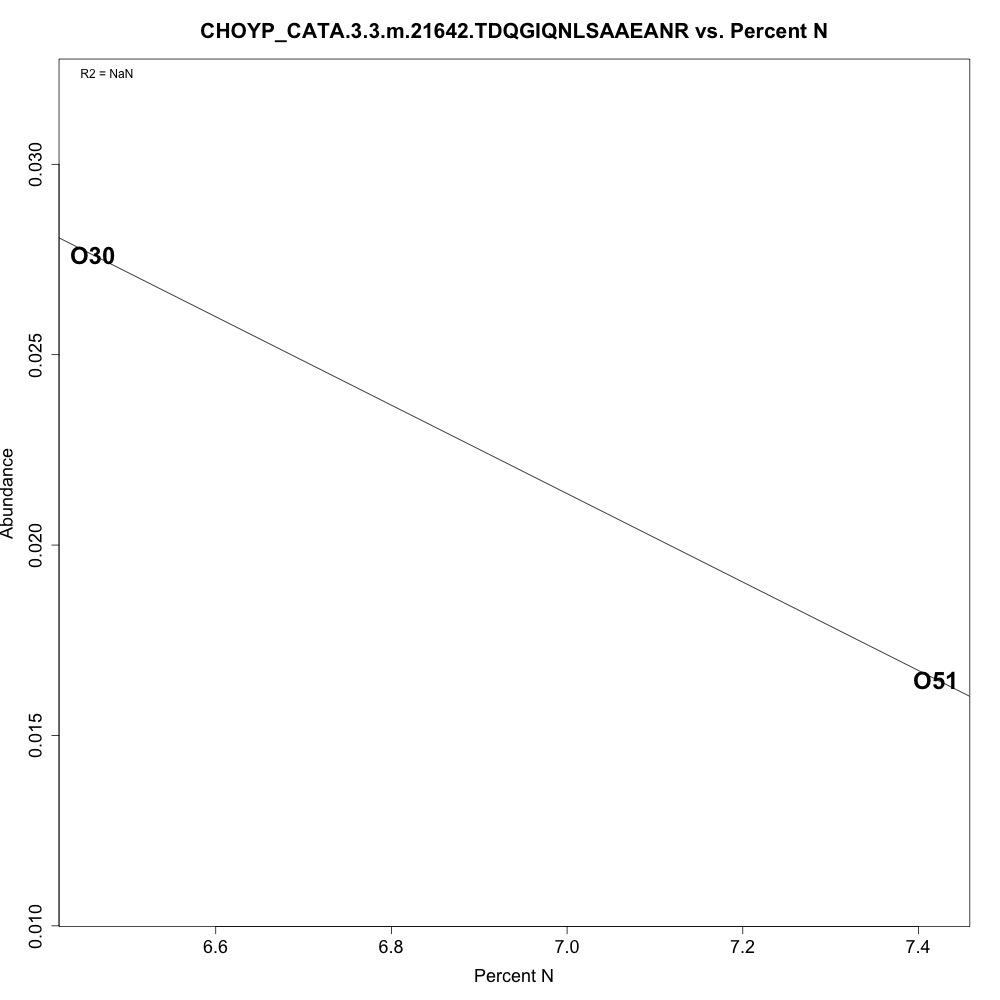 CHOYP_CATA.3.3.m.21642.TDQGIQNLSAAEANR vs. Percent N
R2 = NaN
0.030
0.025
0.020
0.015
0.010
Abundance
O30
O51
6.6
6.8
7.0
7.2
7.4
Percent N